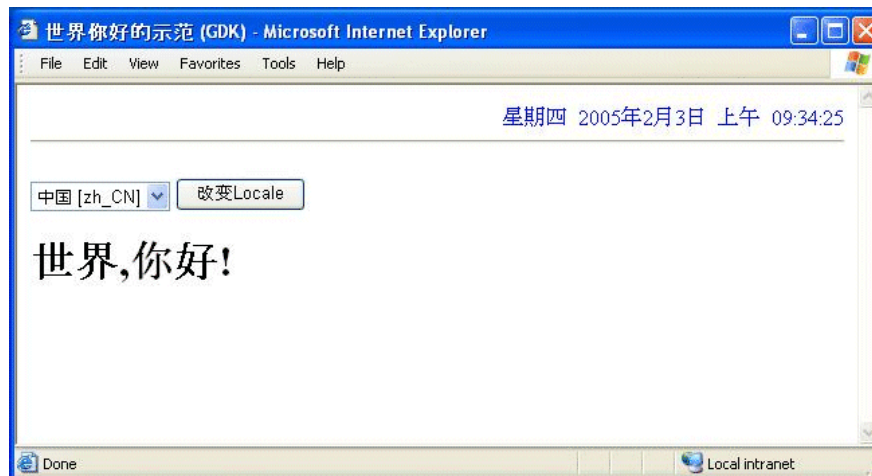 世界你好的示范 (GDK) - Microsoft Internet Explorer
File Edit View Favorites Tools Help
星期四 2005年2月3日 上午 09:34:25
中国 [zh_CN] 改变Locale
世界,你好!
Done Local intranet